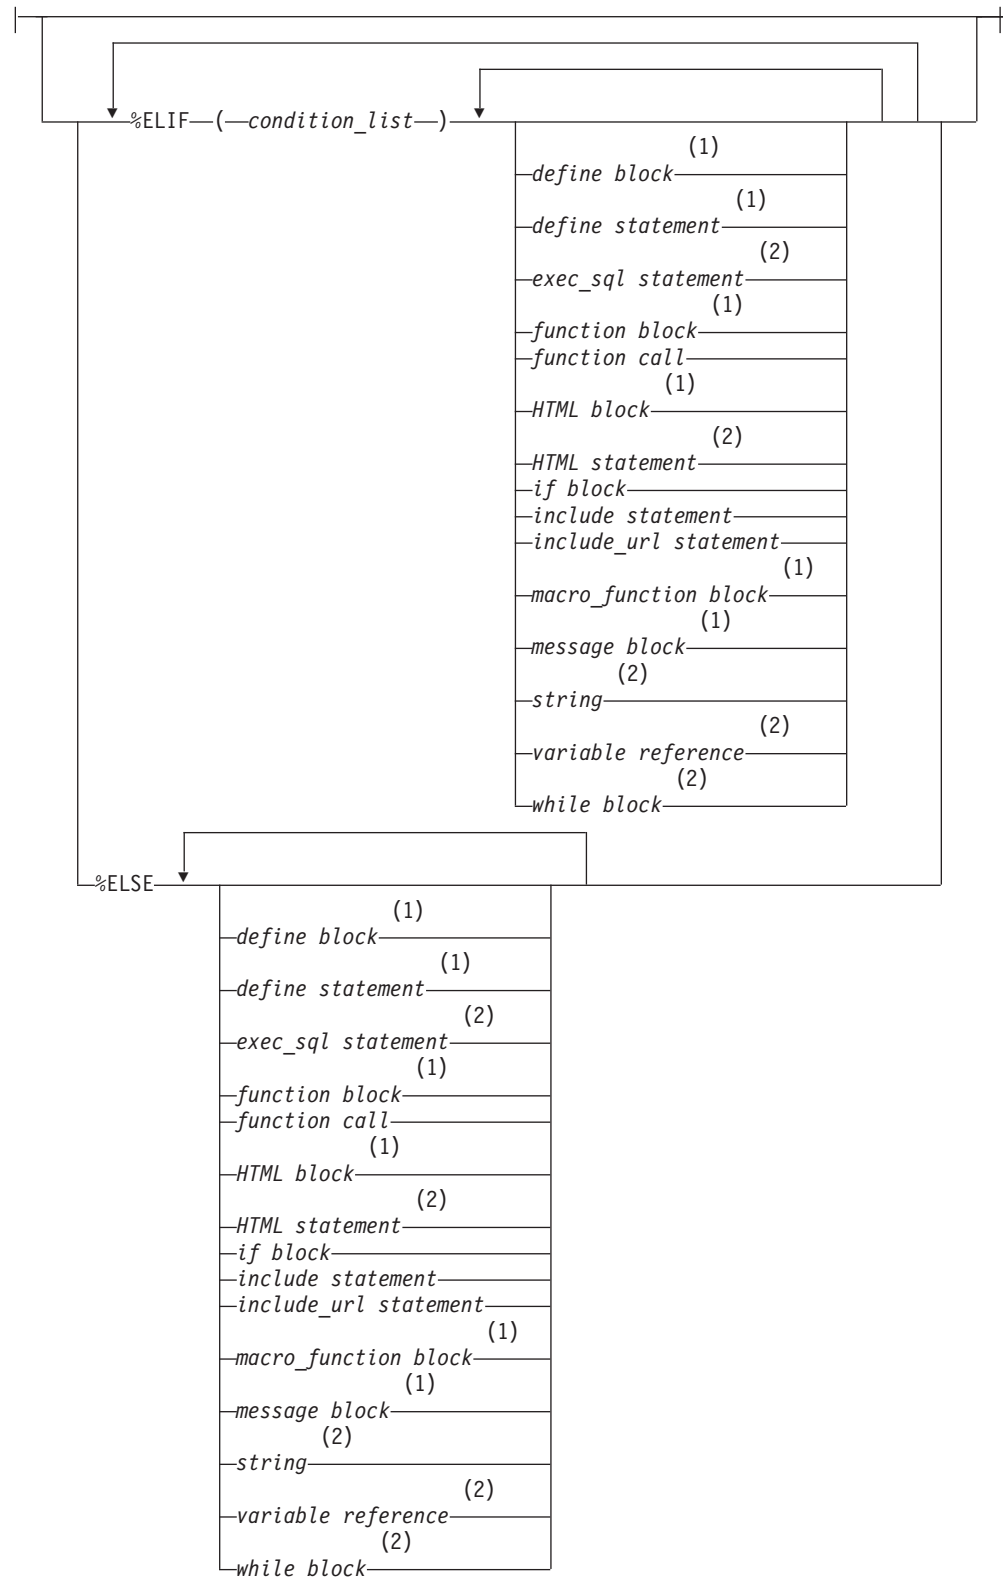 %ELIF ( condition_list )
(1)
define block
(1)
define statement
(2)
exec_sql statement
(1)
function block
function call
(1)
HTML block
(2)
HTML statement
if block
include statement
include_url statement
(1)
macro_function block
(1)
message block
(2)
string
(2)
variable reference
(2)
while block
%ELSE
(1)
define block
(1)
define statement
(2)
exec_sql statement
(1)
function block
function call
(1)
HTML block
(2)
HTML statement
if block
include statement
include_url statement
(1)
macro_function block
(1)
message block
(2)
string
(2)
variable reference
(2)
while block